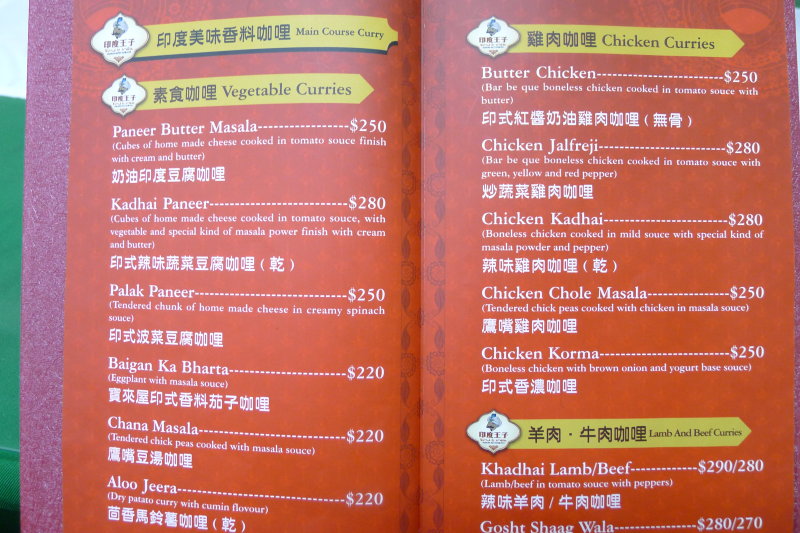 印度王子
印度美味香料咖哩 Main Course Curry
印度王子
素食咖哩 Vegetable Curries
Paneer Butter Masala-----------------$250
(Cubes of home made cheese cooked in tomato souce finish
with cream and butter)
奶油印度豆腐咖哩
Kadhai Paneer--------------------------$280
(Cubes of home made cheese cooked in tomato souce, with
vegetable and special kind of masala power finish with cream
and butter)
印式辣味蔬菜豆腐咖哩（乾）
Palak Paneer----------------------------$250
(Tendered chunk of home made cheese in creamy spinach
souce)
印式波菜豆腐咖哩
Baigan Ka Bharta----------------------$220
(Eggplant with masala souce)
寶來屋印式香料茄子咖哩
Chana Masala---------------------------$220
(Tendered chick peas cooked with masala souce)
鷹嘴豆湯咖哩
Aloo Jeera-------------------------------$220
(Dry patato curry with cumin flovour)
茴香馬鈴薯咖哩（乾）
印度王子
雞肉咖哩 Chicken Curries
Butter Chicken------------------------$250
(Bar be que boneless chicken cooked in tomato souce with
butter)
印式紅醬奶油雞肉咖哩（無骨）
Chicken Jalfreji------------------------$280
(Bar be que boneless chicken cooked in tomato souce with
green, yellow and red pepper)
炒蔬菜雞肉咖哩
Chicken Kadhai-----------------------$280
(Boneless chicken cooked in mild souce with special kind of
masala powder and pepper)
辣味雞肉咖哩（乾）
Chicken Chole Masala---------------$250
(Tendered chick peas cooked with chicken in masala souce)
鷹嘴雞肉咖哩
Chicken Korma------------------------$250
(Boneless chicken with brown onion and yogurt base souce)
印式香濃咖哩
印度王子
羊肉．牛肉咖哩 Lamb And Beef Curries
Khadhai Lamb/Beef-------------$290/280
(Lamb/beef in tomato souce with peppers)
辣味羊肉/牛肉咖哩
Gosht Shaag Wala---------------$280/270